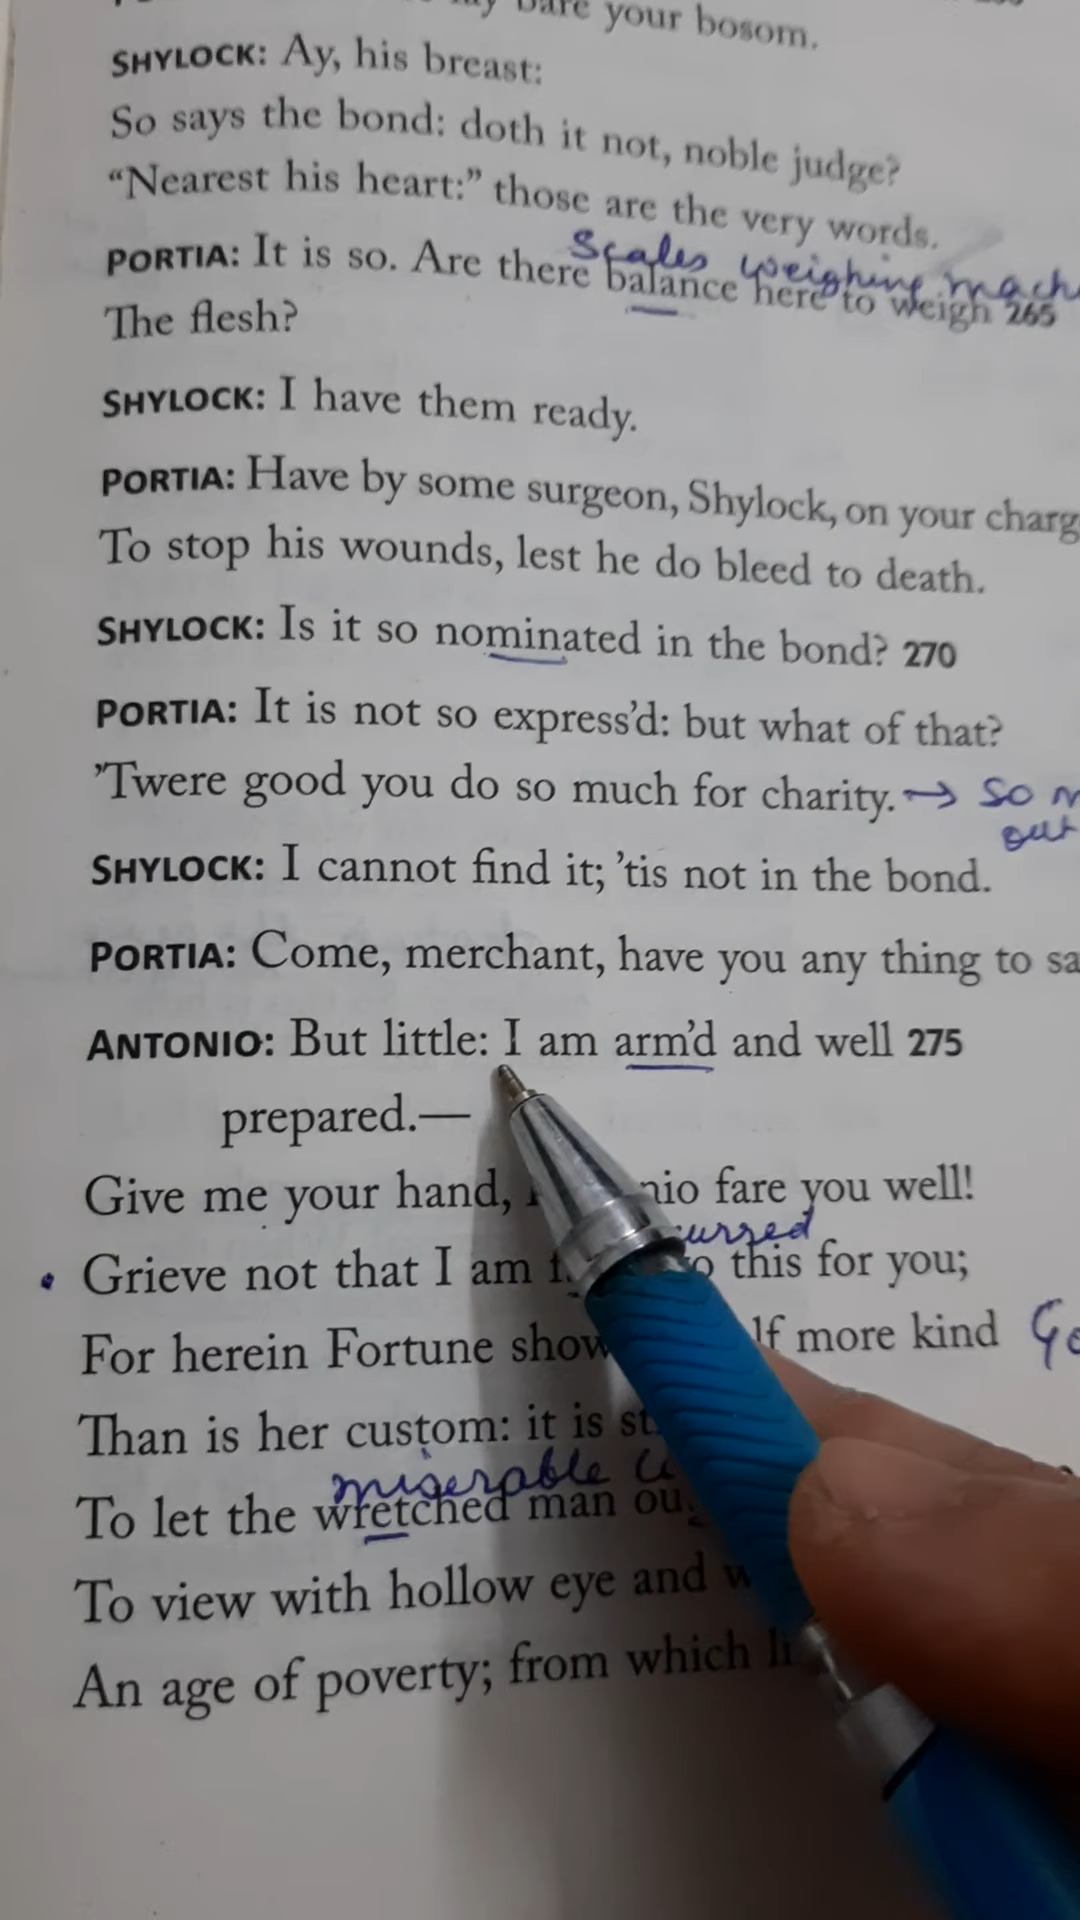 bare your bosom.
SHYLOCK: Ay, his breast:
So says the bond: doth it not, noble judge?
“Nearest his heart:” those are the very words.
Scales weighing mach
PORTIA: It is so. Are there balance here to weigh 265
The flesh?
SHYLOCK: I have them ready.
PORTIA: Have by some surgeon, Shylock, on your charg
To stop his wounds, lest he do bleed to death.
SHYLOCK: Is it so nominated in the bond? 270
PORTIA: It is not so express’d: but what of that?
’Twere good you do so much for charity. → so
out
SHYLOCK: I cannot find it; ’tis not in the bond.
PORTIA: Come, merchant, have you any thing to sa
ANTONIO: But little: I am arm’d and well 275
prepared.—
Give me your hand, nio fare you well!
urred
Grieve not that I am this for you;
For herein Fortune show lf more kind
Than is her custom: it is st
miserable
To let the wretched man ou
To view with hollow eye and w
An age of poverty; from which li